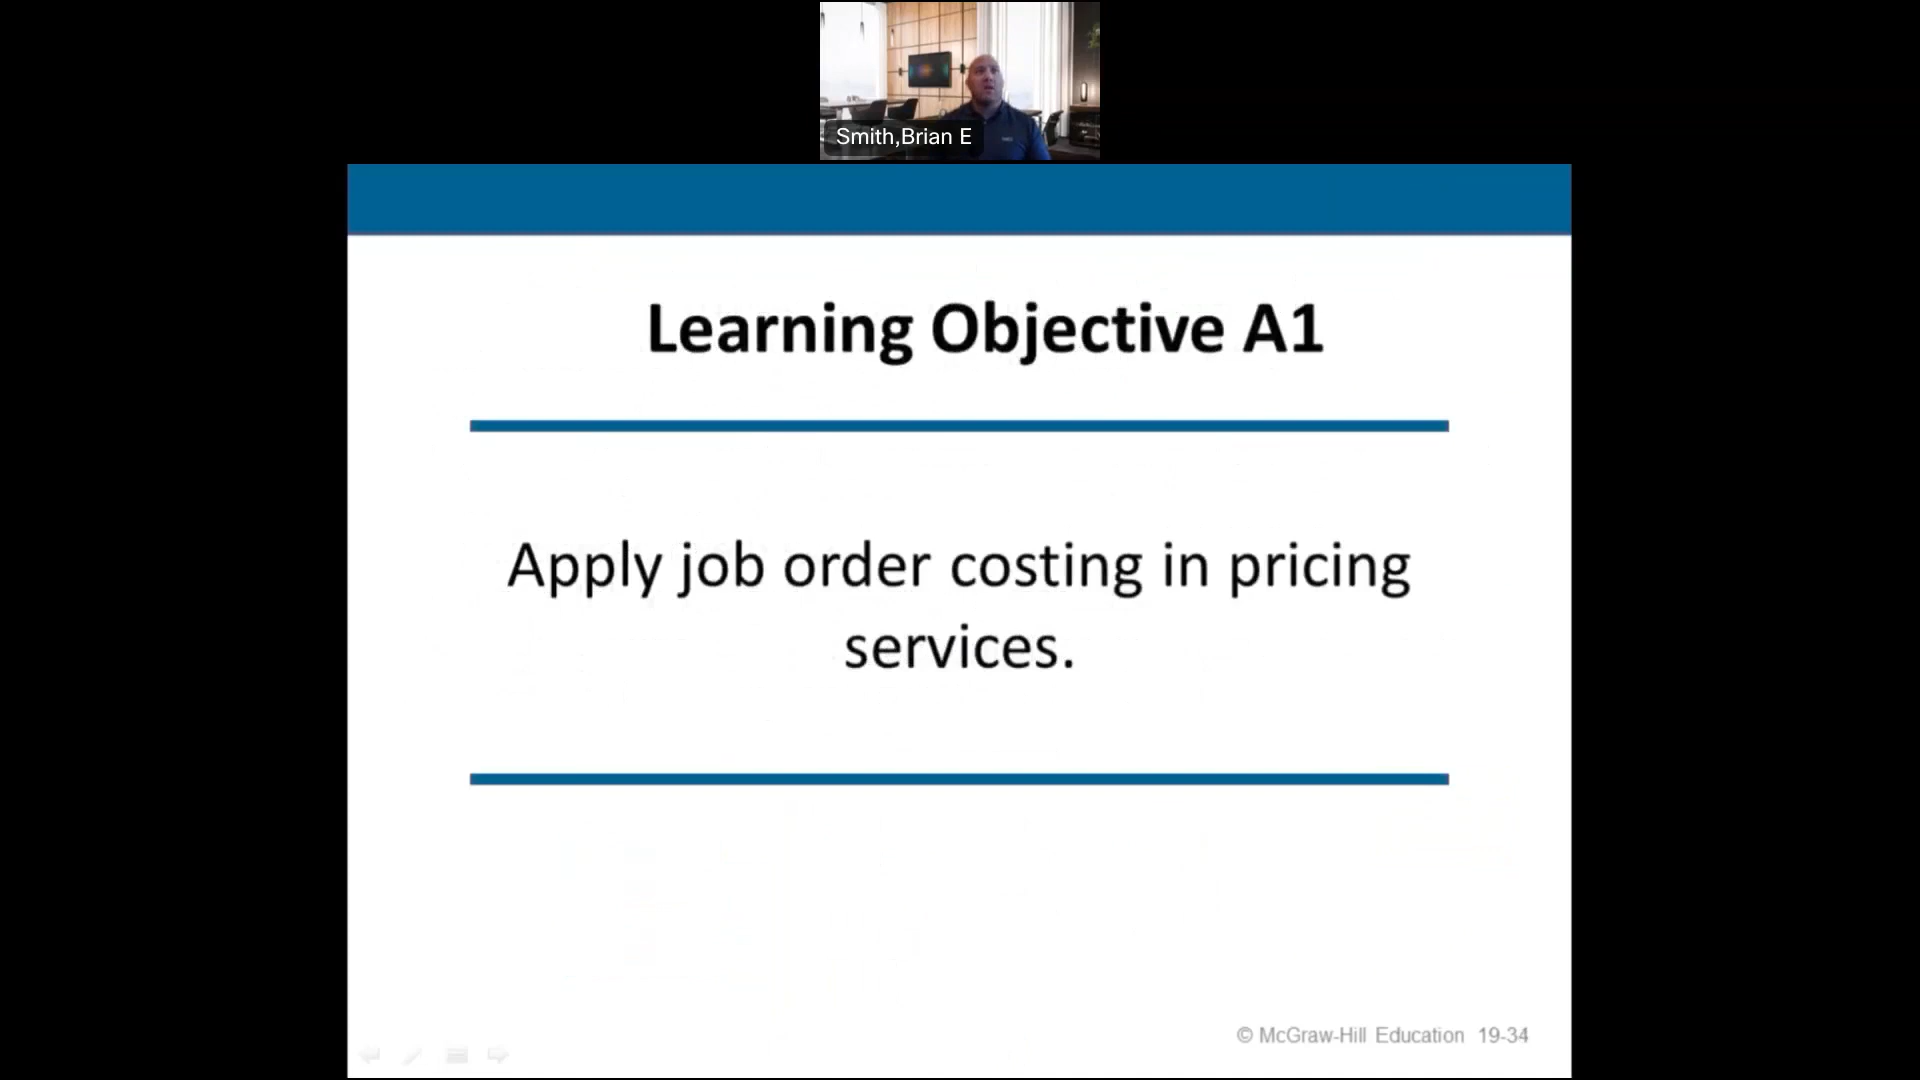 Smith,Brian E
Learning Objective A1
Apply job order costing in pricing
services.
© McGraw-Hill Education 19-34